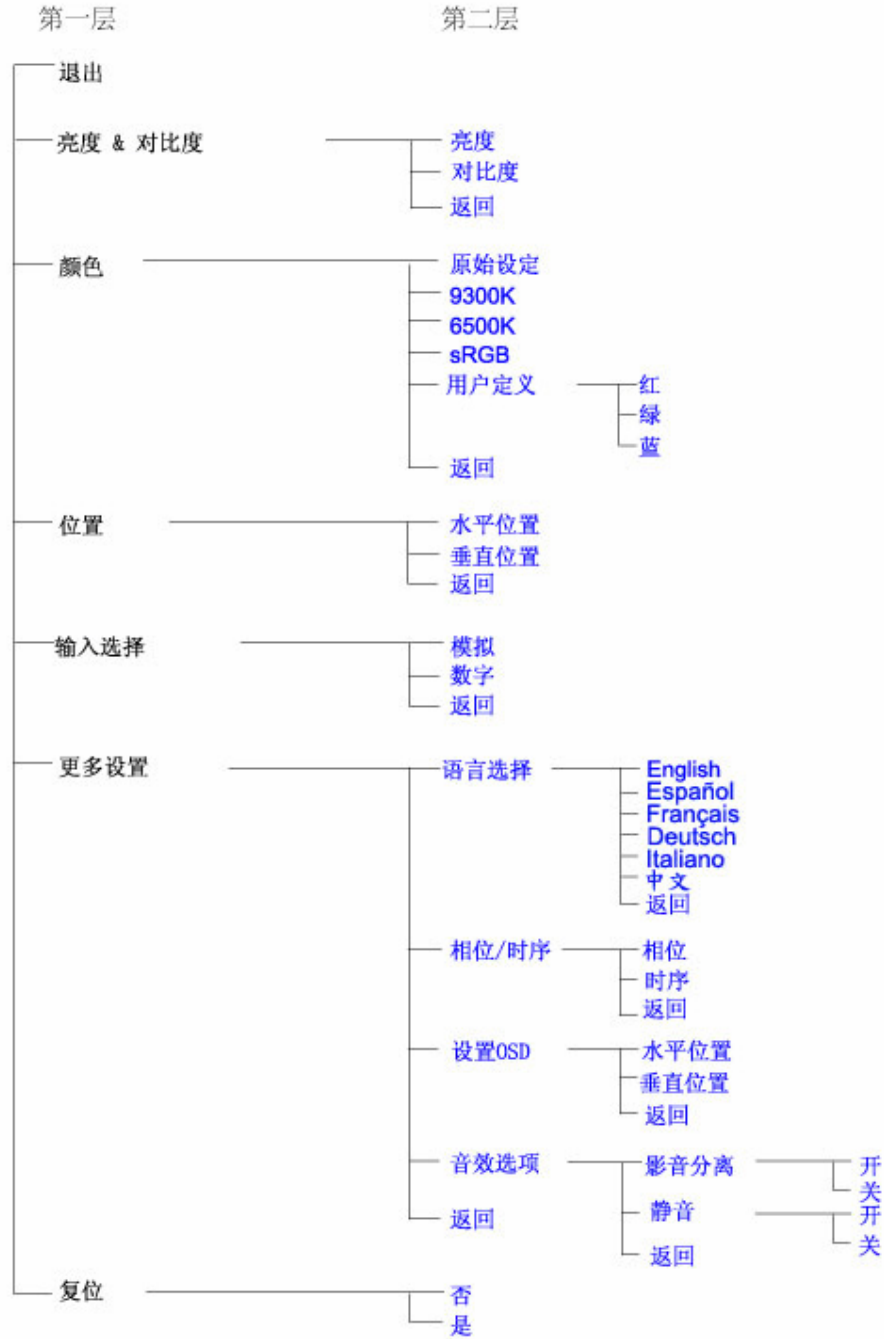 第一层 第二层
退出
亮度 & 对比度 亮度
对比度
返回
颜色 原始设定
9300K
6500K
sRGB
用户定义 红
绿
蓝
返回
位置 水平位置
垂直位置
返回
输入选择 模拟
数字
返回
更多设置 语言选择 English
Español
Français
Deutsch
Italiano
中文
返回
相位/时序 相位
时序
返回
设置OSD 水平位置
垂直位置
返回
音效选项 影音分离 开
关
静音 开
关
返回 返回
复位 否
是